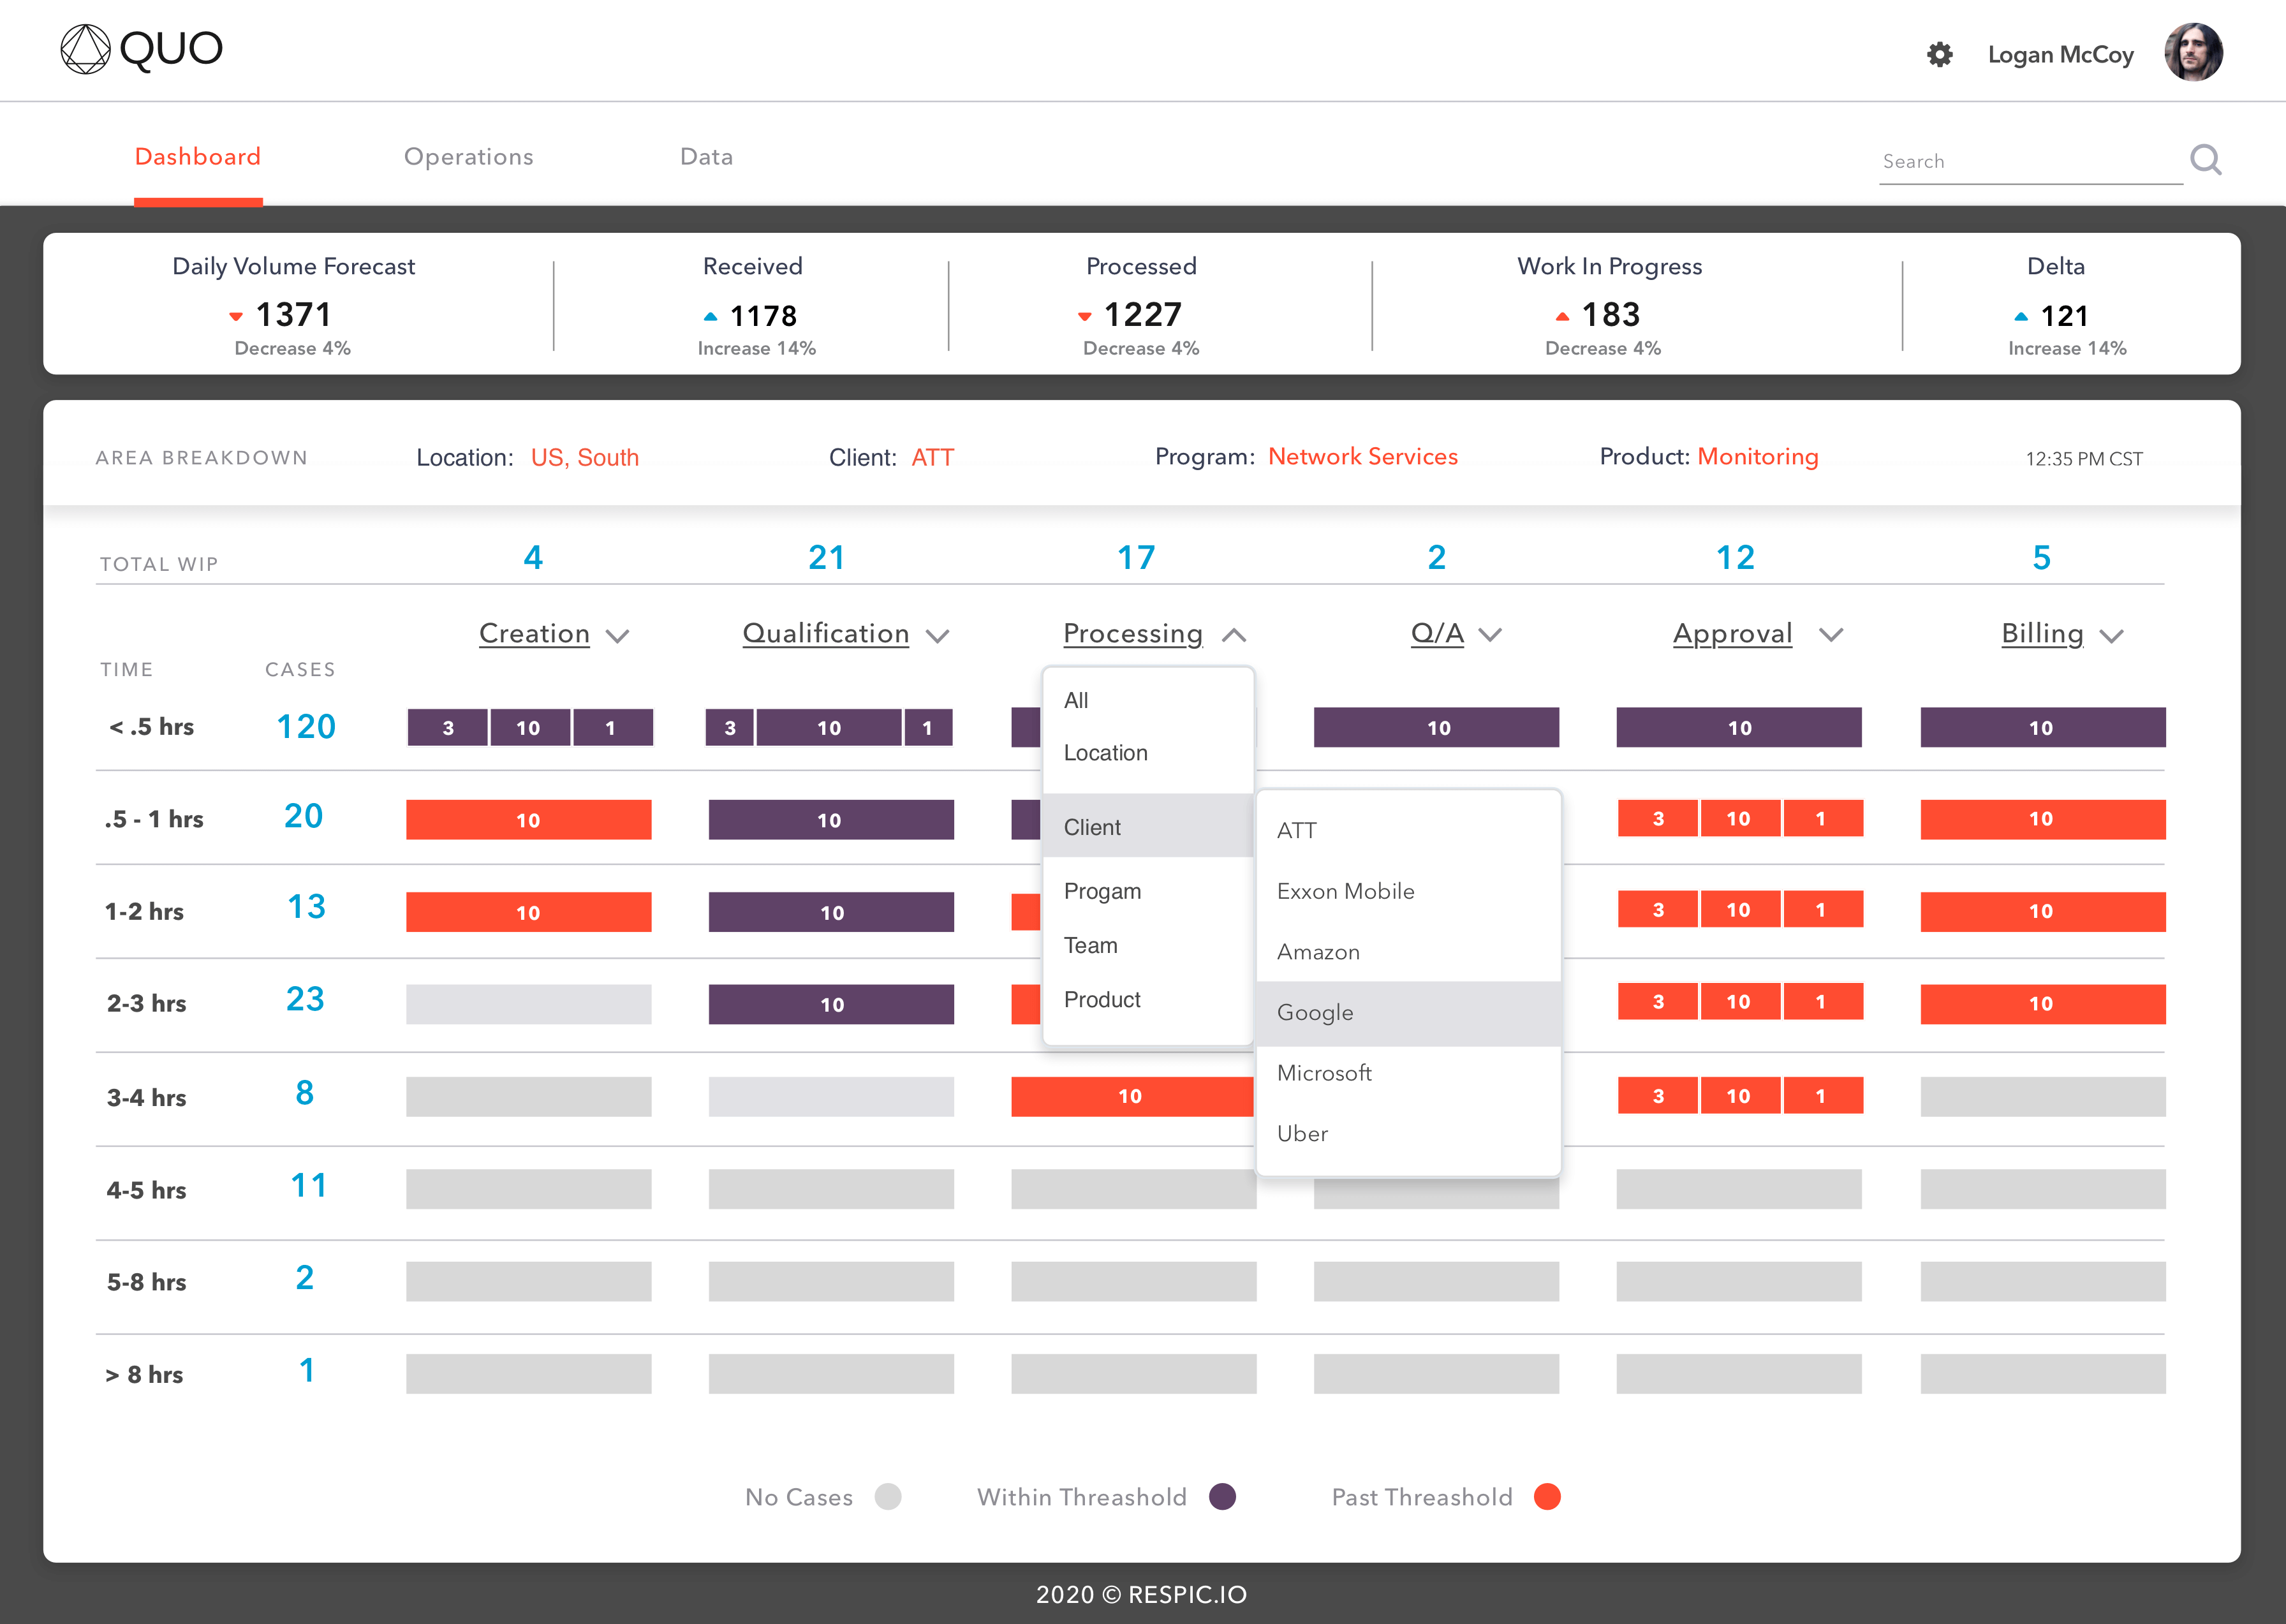 QUO
Logan McCoy
Dashboard Operations Data Search
Daily Volume Forecast Received Processed Work In Progress Delta
1371 1178 1227 183 121
Decrease 4% Increase 14% Decrease 4% Decrease 4% Increase 14%
AREA BREAKDOWN Location: US, South Client: ATT Program: Network Services Product: Monitoring 12:35 PM CST
TOTAL WIP 4 21 17 2 12 5
Creation Qualification Processing Q/A Approval Billing
TIME CASES
All
< .5 hrs 120 3 10 1 3 10 1 10 10 10
Location
.5 - 1 hrs 20 10 10 Client ATT 3 10 1 10
1-2 hrs 13 10 10 Progam Exxon Mobile 3 10 1 10
Team Amazon
2-3 hrs 23 10 Product Google 3 10 1 10
3-4 hrs 8 10 Microsoft 3 10 1
Uber
4-5 hrs 11
5-8 hrs 2
> 8 hrs 1
No Cases Within Threashold Past Threashold
2020 © RESPIC.IO